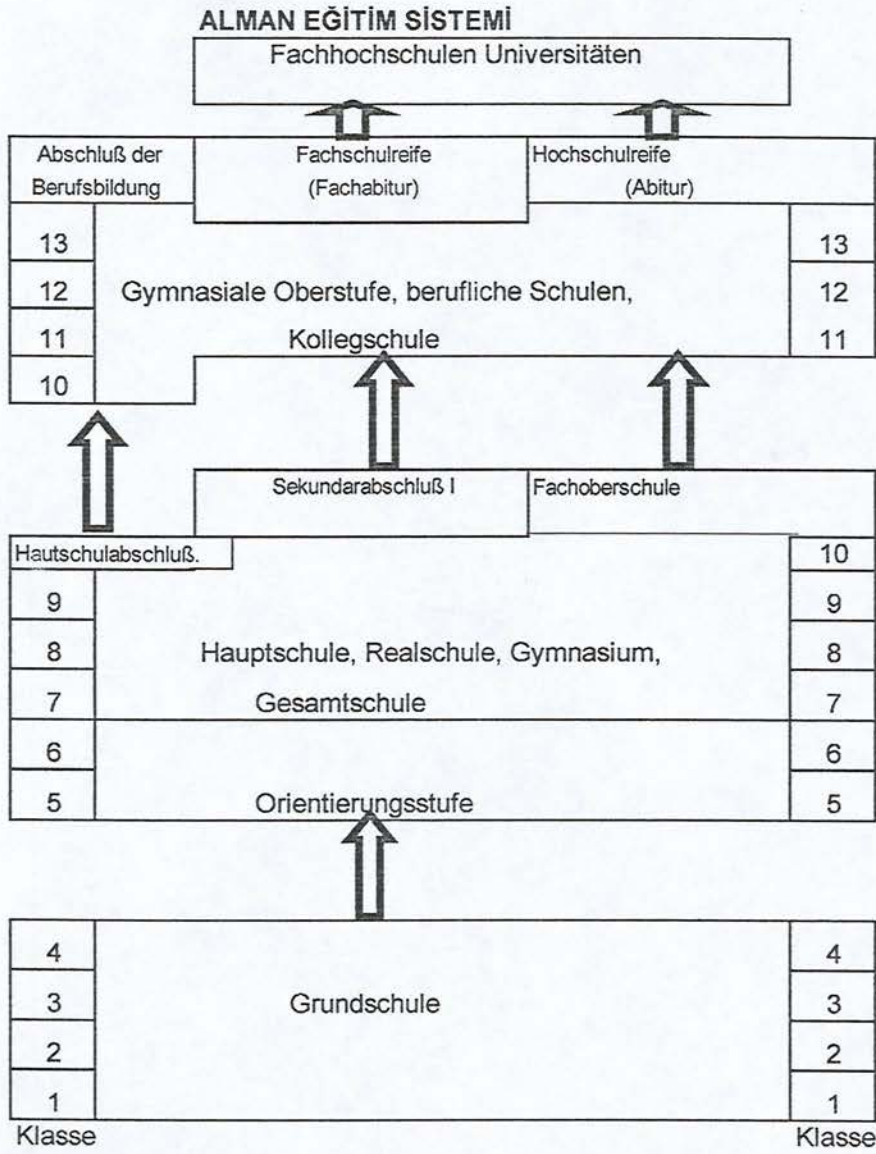 ALMAN EĞİTİM SİSTEMİ
Fachhochschulen Universitäten
Abschluß der
Berufsbildung
Fachschulreife
(Fachabitur)
Hochschulreife
(Abitur)
13
13
12
Gymnasiale Oberstufe, berufliche Schulen,
12
11
Kollegschule
11
10
Sekundarabschluß I
Fachoberschule
Hautschulabschluß.
10
9
9
8
Hauptschule, Realschule, Gymnasium,
8
7
Gesamtschule
7
6
6
5
Orientierungsstufe
5
4
4
3
Grundschule
3
2
2
1
1
Klasse
Klasse